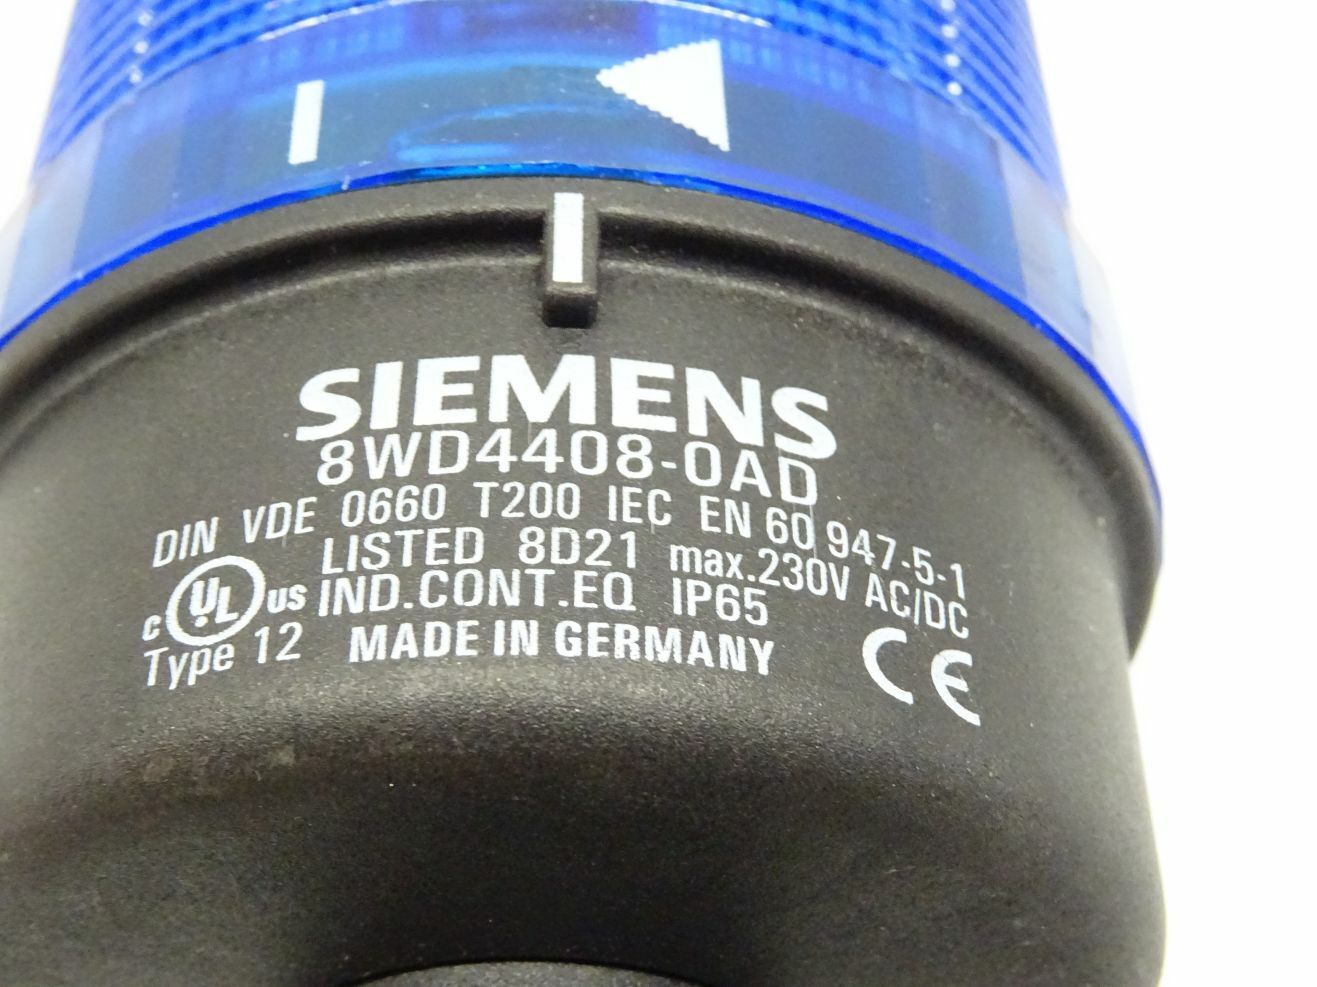 SIEMENS
8WD4408-0AD
DIN VDE 0660 T200 IEC EN 60 947-5-1
LISTED 8D21 max.230V AC/DC
c UL us IND.CONT.EQ IP65
Type 12 MADE IN GERMANY CE